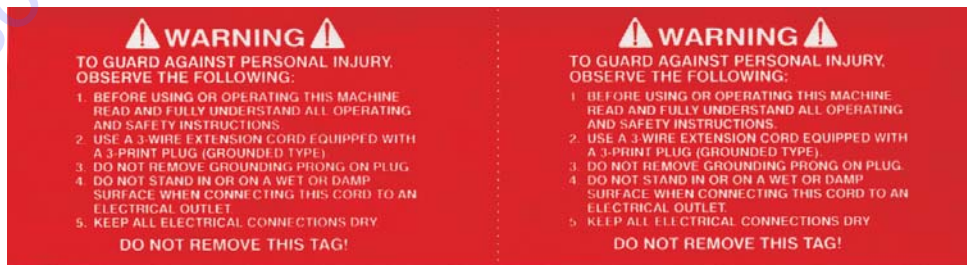 WARNING
TO GUARD AGAINST PERSONAL INJURY,
OBSERVE THE FOLLOWING:
1. BEFORE USING OR OPERATING THIS MACHINE
READ AND FULLY UNDERSTAND ALL OPERATING
AND SAFETY INSTRUCTIONS
2. USE A 3-WIRE EXTENSION CORD EQUIPPED WITH
A 3-PRINT PLUG (GROUNDED TYPE)
3. DO NOT REMOVE GROUNDING PRONG ON PLUG
4. DO NOT STAND IN OR ON A WET OR DAMP
SURFACE WHEN CONNECTING THIS CORD TO AN
ELECTRICAL OUTLET.
5. KEEP ALL ELECTRICAL CONNECTIONS DRY
DO NOT REMOVE THIS TAG!
WARNING
TO GUARD AGAINST PERSONAL INJURY,
OBSERVE THE FOLLOWING:
1 BEFORE USING OR OPERATING THIS MACHINE
READ AND FULLY UNDERSTAND ALL OPERATING
AND SAFETY INSTRUCTIONS.
2. USE A 3-WIRE EXTENSION CORD EQUIPPED WITH
A 3-PRINT PLUG (GROUNDED TYPE).
3. DO NOT REMOVE GROUNDING PRONG ON PLUG.
4. DO NOT STAND IN OR ON A WET OR DAMP
SURFACE WHEN CONNECTING THIS CORD TO AN
ELECTRICAL OUTLET.
5. KEEP ALL ELECTRICAL CONNECTIONS DRY
DO NOT REMOVE THIS TAG!